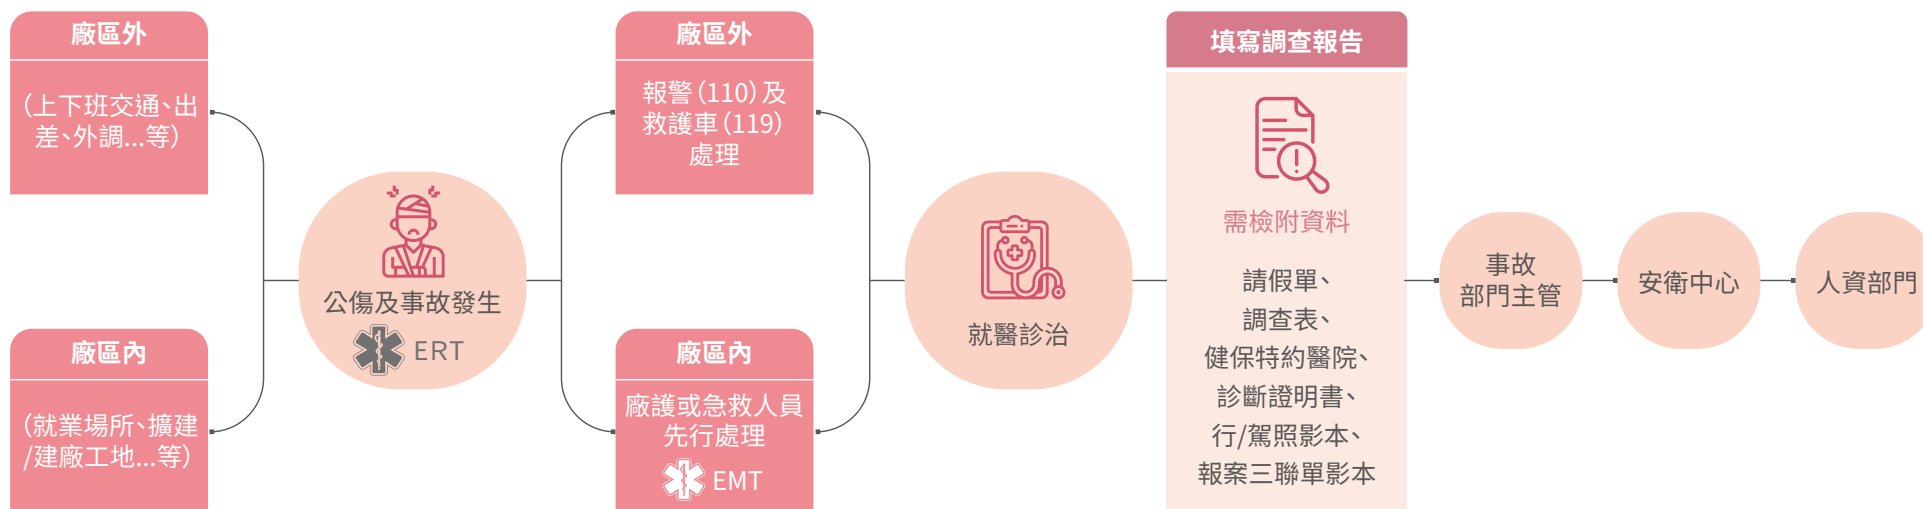 廠區外
（上下班交通、出
差、外調...等）
廠區內
（就業場所、擴建
/建廠工地...等）
公傷及事故發生
ERT
廠區外
報警（110）及
救護車（119）
處理
廠區內
廠護或急救人員
先行處理
EMT
就醫診治
填寫調查報告
需檢附資料
請假單、
調查表、
健保特約醫院、
診斷證明書、
行/駕照影本、
報案三聯單影本
事故
部門主管
安衛中心
人資部門